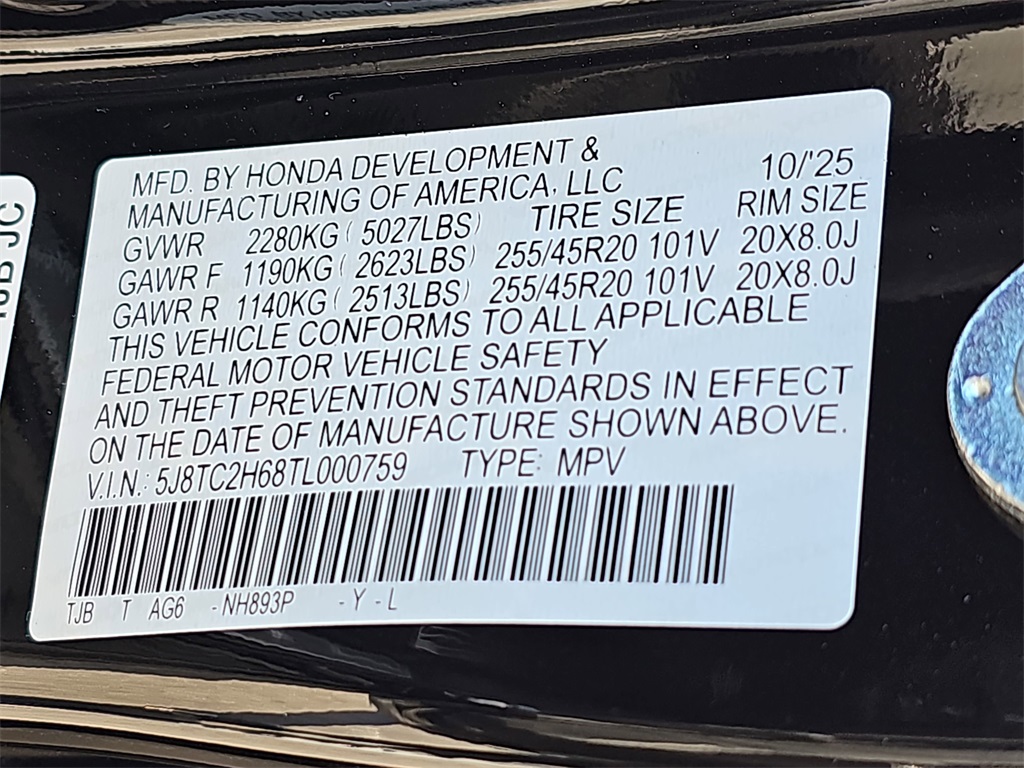 MFD. BY HONDA DEVELOPMENT &
MANUFACTURING OF AMERICA, LLC 10/'25
GVWR 2280KG ( 5027LBS) TIRE SIZE RIM SIZE
GAWR F 1190KG ( 2623LBS) 255/45R20 101V 20X8.0J
GAWR R 1140KG ( 2513LBS) 255/45R20 101V 20X8.0J
THIS VEHICLE CONFORMS TO ALL APPLICABLE
FEDERAL MOTOR VEHICLE SAFETY
AND THEFT PREVENTION STANDARDS IN EFFECT
ON THE DATE OF MANUFACTURE SHOWN ABOVE.
V.I.N.: 5J8TC2H68TL000759 TYPE: MPV
TJB T AG6 - NH893P - Y - L
JC